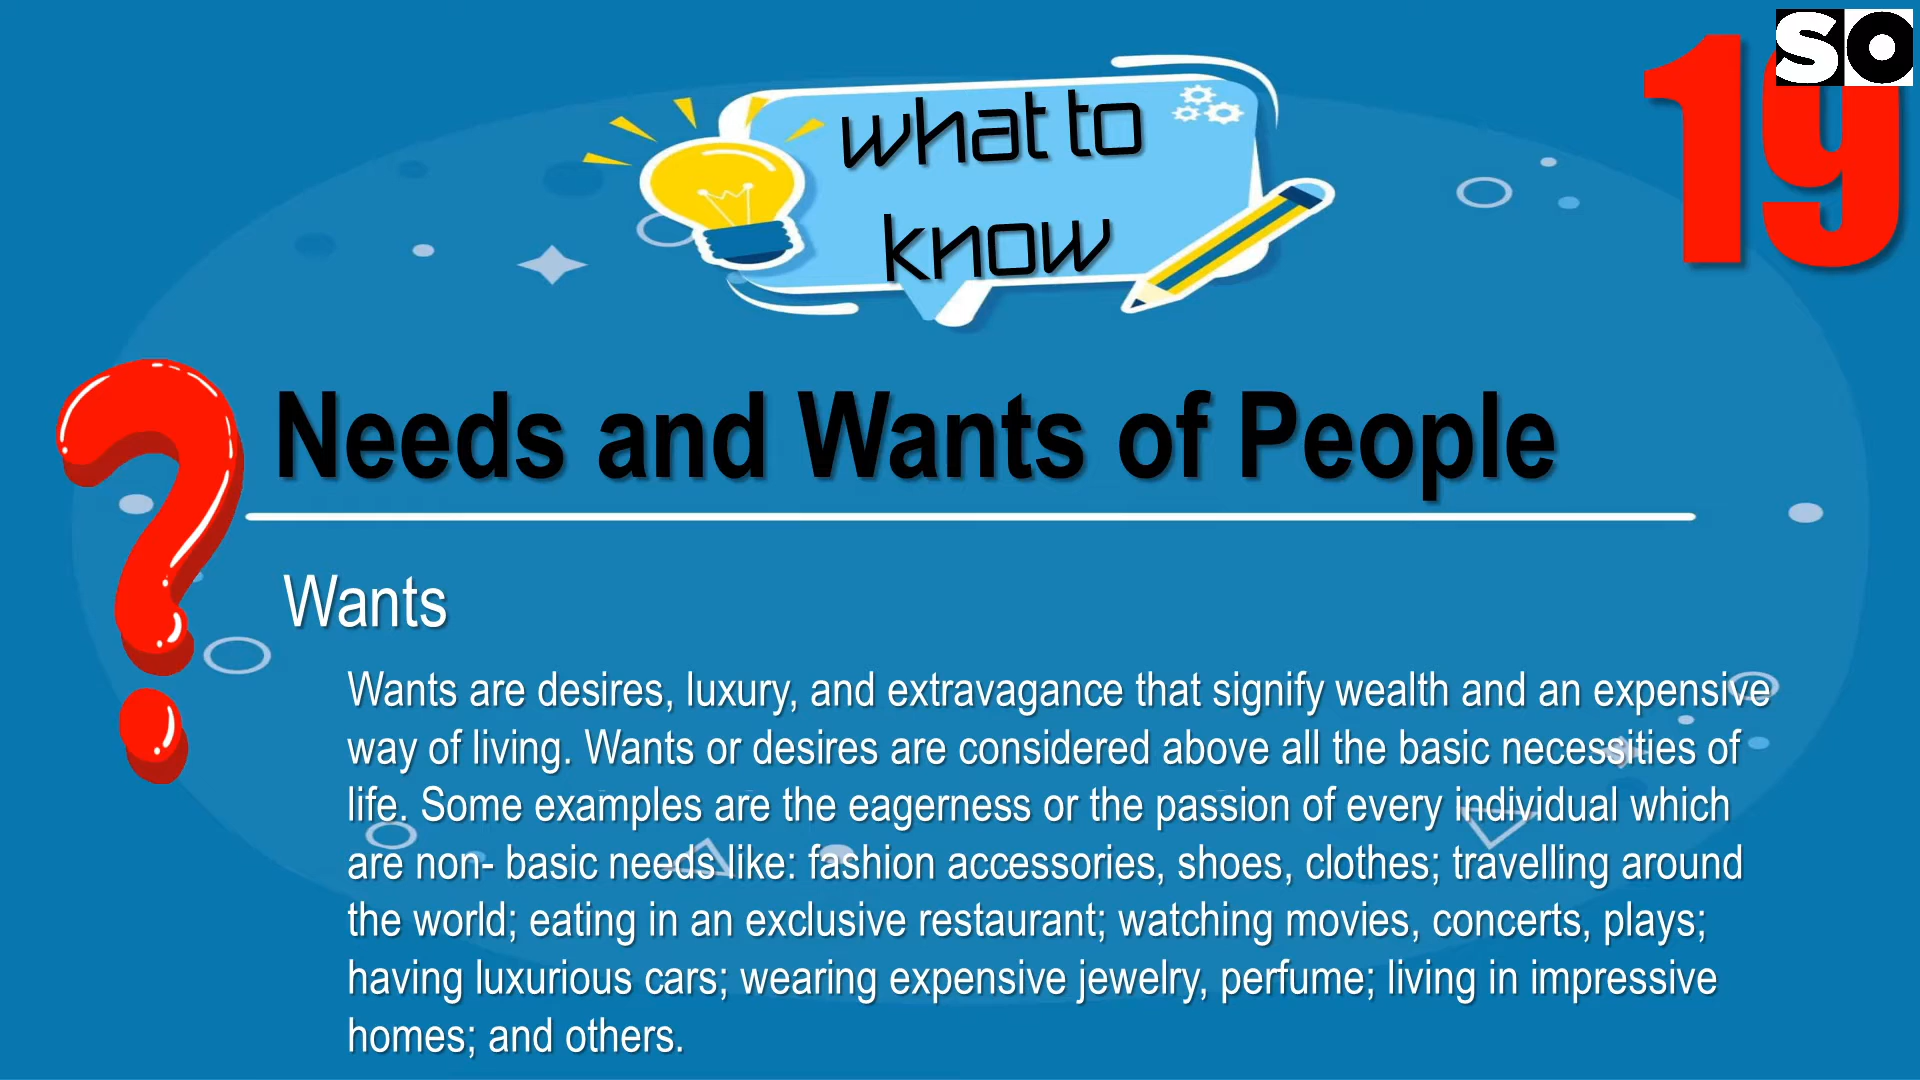 SO
19
what to
know
Needs and Wants of People
Wants
Wants are desires, luxury, and extravagance that signify wealth and an expensive
way of living. Wants or desires are considered above all the basic necessities of
life. Some examples are the eagerness or the passion of every individual which
are non- basic needs like: fashion accessories, shoes, clothes; travelling around
the world; eating in an exclusive restaurant; watching movies, concerts, plays;
having luxurious cars; wearing expensive jewelry, perfume; living in impressive
homes; and others.